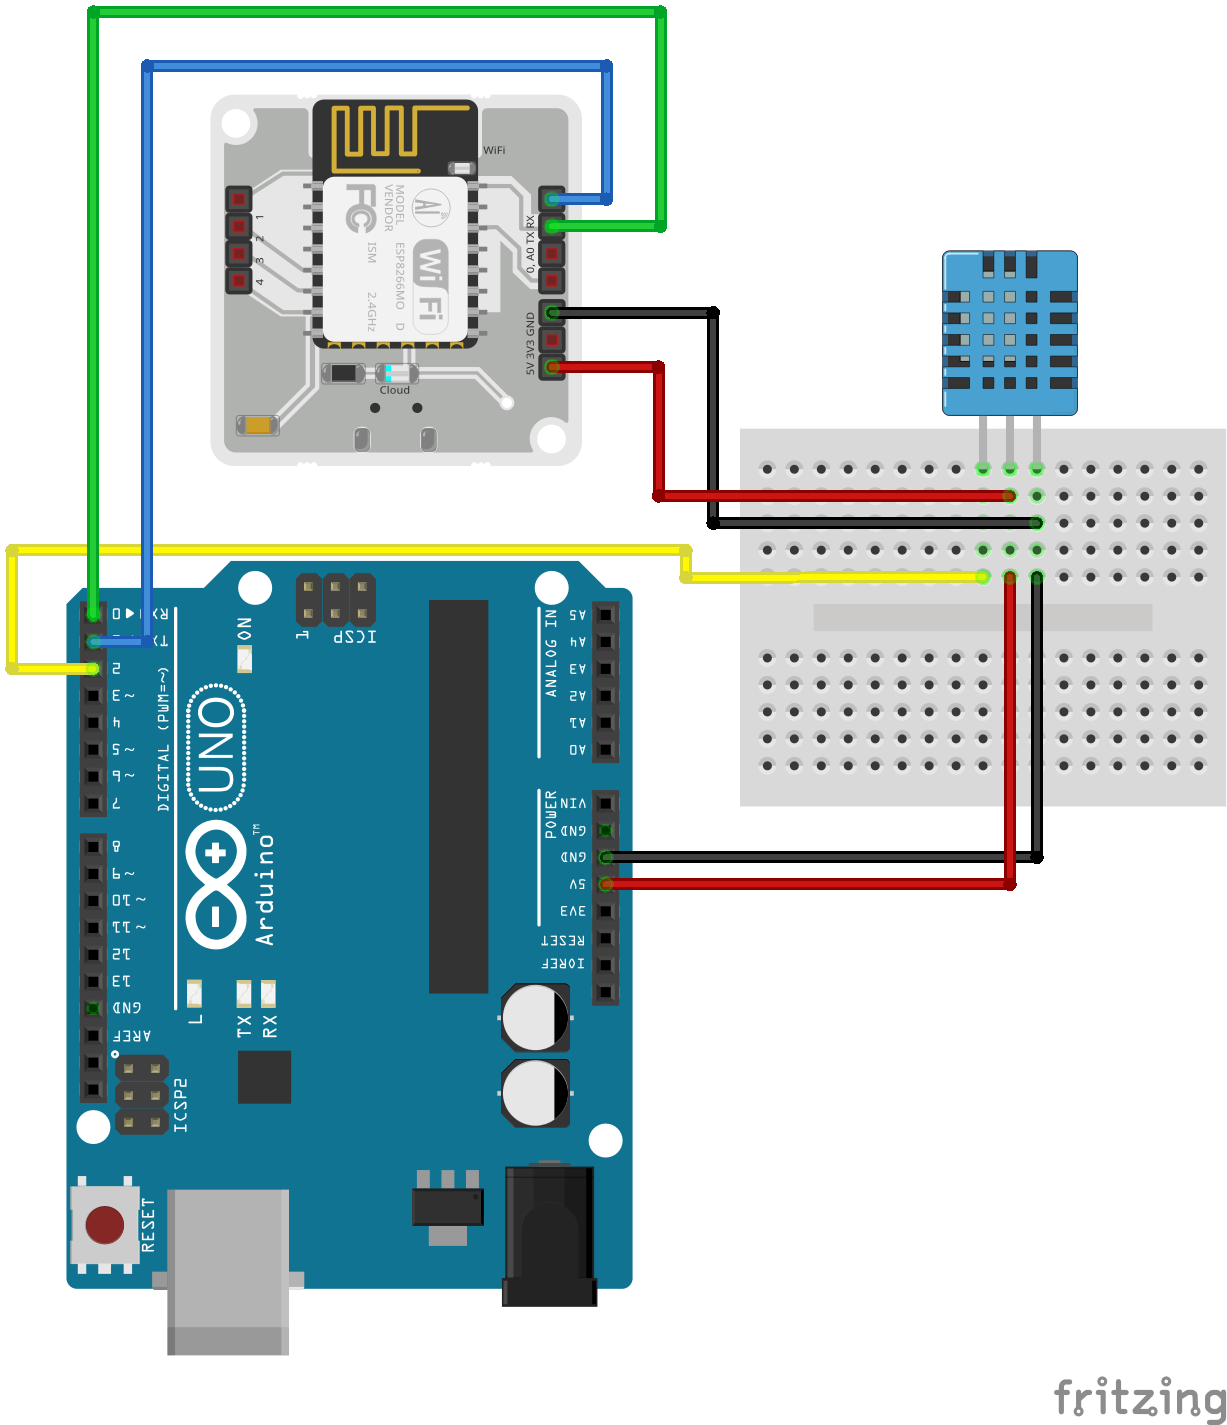 WiFi
1
2
3
4
MODEL
VENDOR
ISM
2.4GHz
ESP8266MO D
Ai
FC
Wi Fi
0, A0 TX RX
5V 3V3 GND
Cloud
RX
0
TX
2
3~
4
5~
6~
7
DIGITAL (PWM=~)
8
9~
10~
11~
12
13
GND
AREF
ON
1
ICSP
UNO
Arduino™
L
TX
RX
ICSP2
RESET
ANALOG IN
A5
A4
A3
A2
A1
A0
POWER
VIN
GND
GND
5V
3V3
RESET
IOREF
fritzing